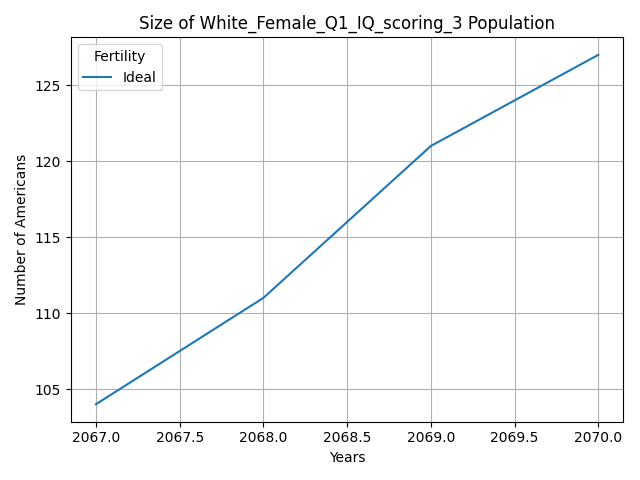 Size of White_Female_Q1_IQ_scoring_3 Population
Fertility
Ideal
Number of Americans
125
120
115
110
105
2067.0 2067.5 2068.0 2068.5 2069.0 2069.5 2070.0
Years